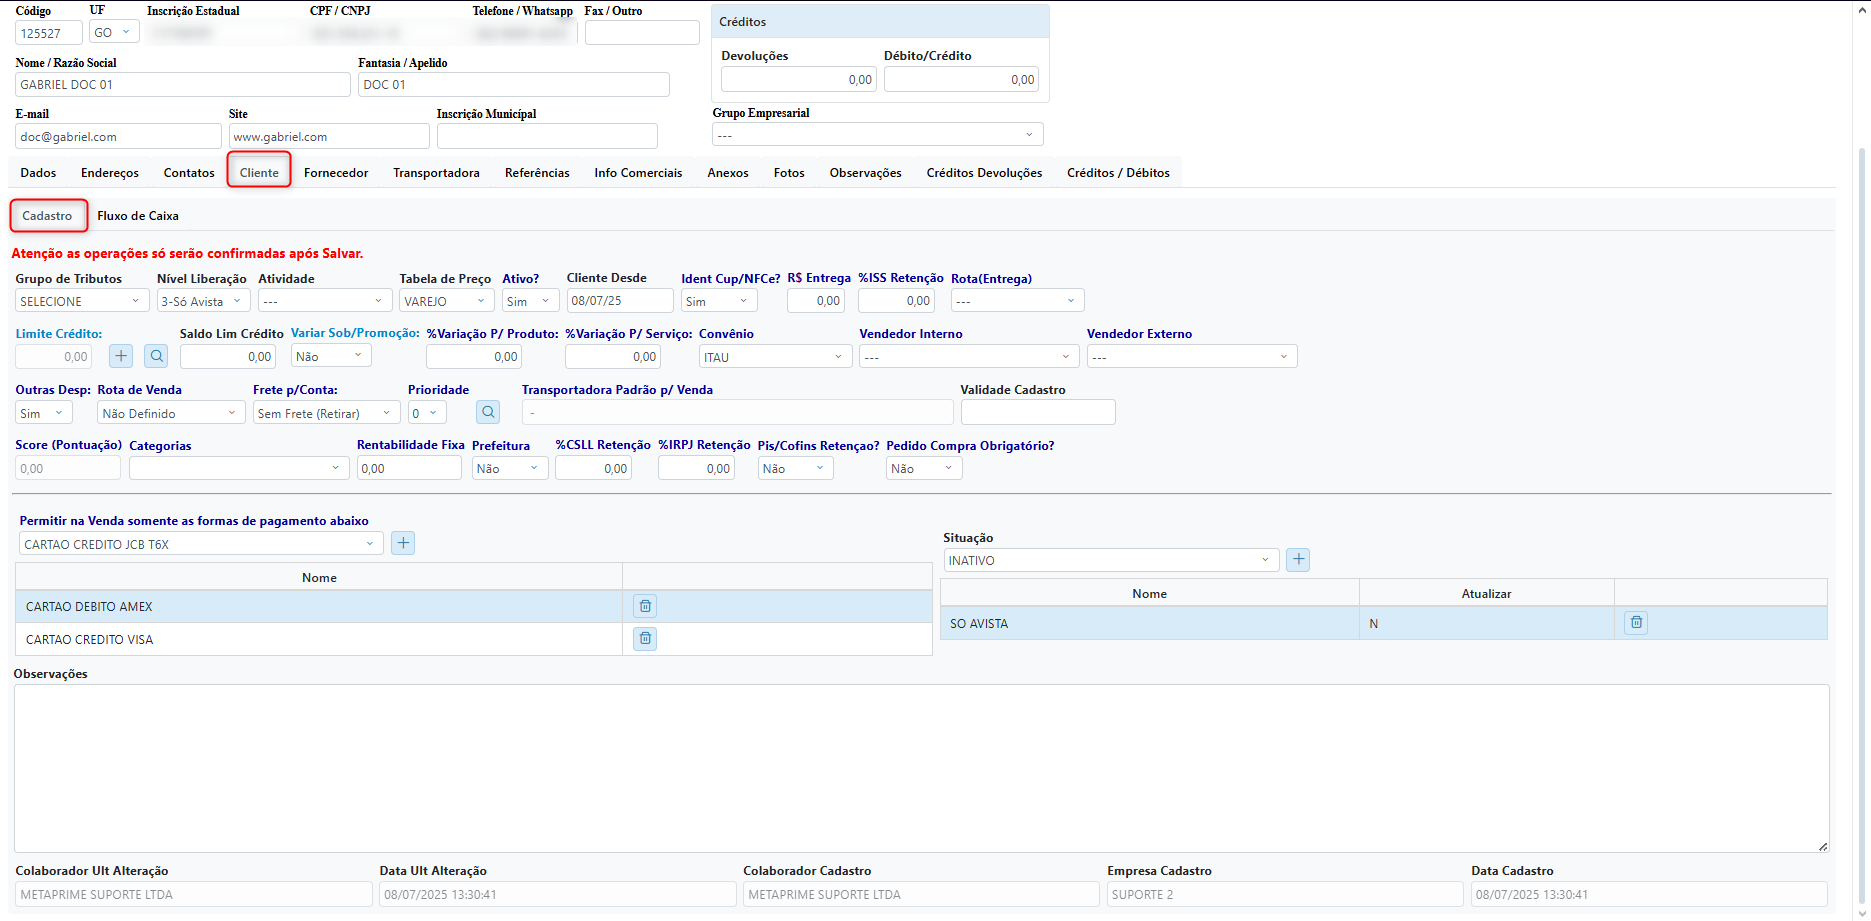 Código UF Inscrição Estadual CPF / CNPJ Telefone / Whatsapp Fax / Outro
125527 GO
Créditos
Devoluções Débito/Crédito
0,00 0,00
Nome / Razão Social Fantasia / Apelido
GABRIEL DOC 01 DOC 01
E-mail Site Inscrição Municípal Grupo Empresarial
doc@gabriel.com www.gabriel.com ---
Dados Endereços Contatos Cliente Fornecedor Transportadora Referências Info Comerciais Anexos Fotos Observações Créditos Devoluções Créditos / Débitos
Cadastro Fluxo de Caixa
Atenção as operações só serão confirmadas após Salvar.
Grupo de Tributos Nível Liberação Atividade Tabela de Preço Ativo? Cliente Desde Ident Cup/NFCe? R$ Entrega %ISS Retenção Rota(Entrega)
SELECIONE 3-Só Avista --- VAREJO Sim 08/07/25 Sim 0,00 0,00 ---
Limite Crédito: Saldo Lim Crédito Variar Sob/Promoção: %Variação P/ Produto: %Variação P/ Serviço: Convênio Vendedor Interno Vendedor Externo
0,00 0,00 Não 0,00 0,00 ITAU --- ---
Outras Desp: Rota de Venda Frete p/Conta: Prioridade Transportadora Padrão p/ Venda Validade Cadastro
Sim Não Definido Sem Frete (Retirar) 0 -
Score (Pontuação) Categorias Rentabilidade Fixa Prefeitura %CSLL Retenção %IRPJ Retenção Pis/Cofins Retençao? Pedido Compra Obrigatório?
0,00 0,00 Não 0,00 0,00 Não Não
Permitir na Venda somente as formas de pagamento abaixo
CARTAO CREDITO JCB T6X
Nome
CARTAO DEBITO AMEX
CARTAO CREDITO VISA
Situação
INATIVO
Nome Atualizar
SO AVISTA N
Observações
Colaborador Ult Alteração Data Ult Alteração Colaborador Cadastro Empresa Cadastro Data Cadastro
METAPRIME SUPORTE LTDA 08/07/2025 13:30:41 METAPRIME SUPORTE LTDA SUPORTE 2 08/07/2025 13:30:41